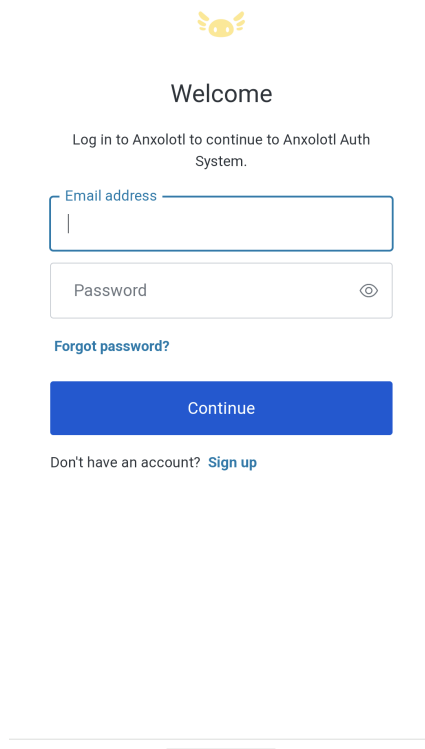 Welcome
Log in to Anxolotl to continue to Anxolotl Auth
System.
Email address
Password
Forgot password?
Continue
Don't have an account? Sign up